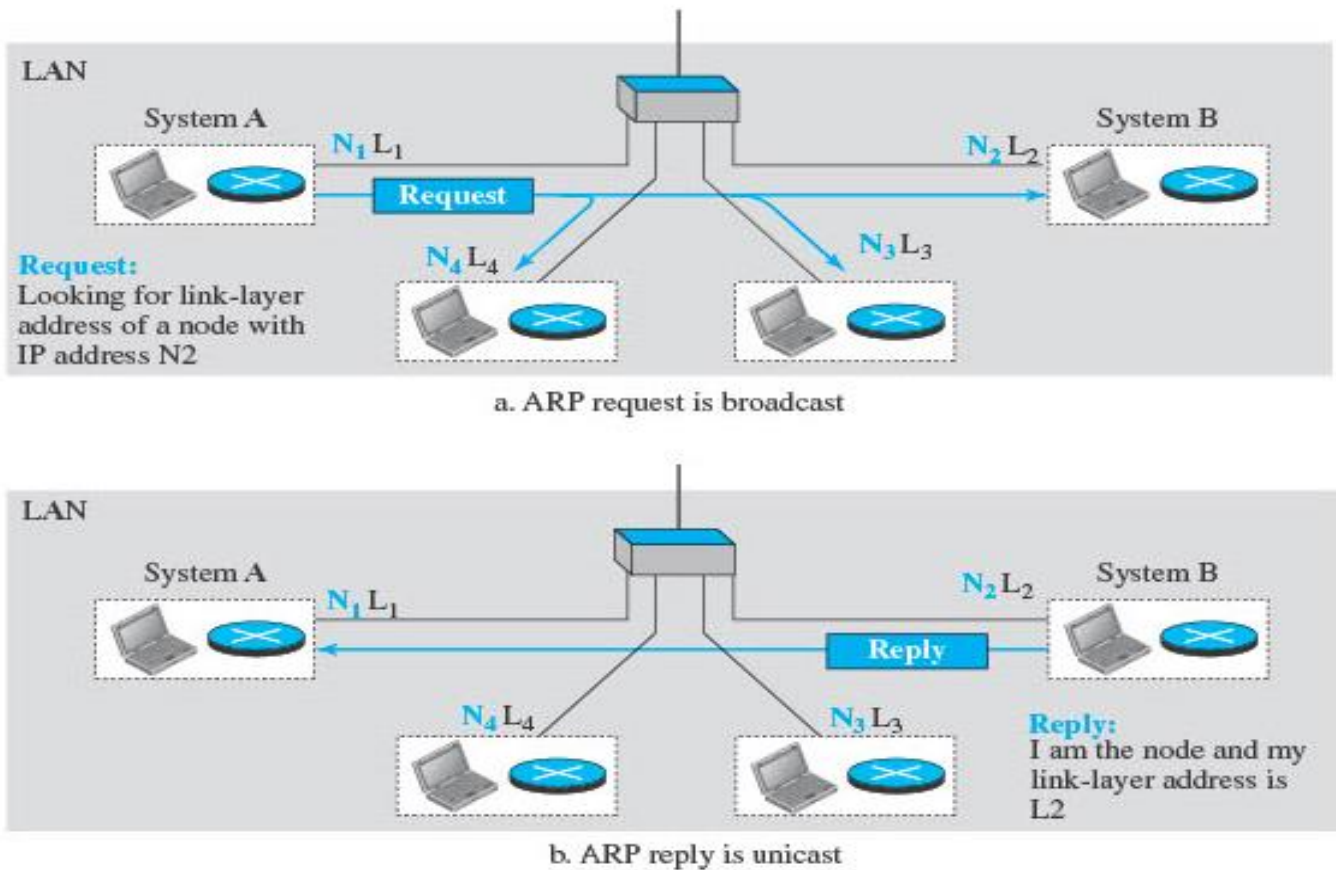 LAN
System A
System B
N₁ L₁
N₂ L₂
Request
N₄ L₄
N₃ L₃
Request:
Looking for link-layer
address of a node with
IP address N2
a. ARP request is broadcast
LAN
System A
System B
N₁ L₁
N₂ L₂
Reply
N₄ L₄
N₃ L₃
Reply:
I am the node and my
link-layer address is
L2
b. ARP reply is unicast